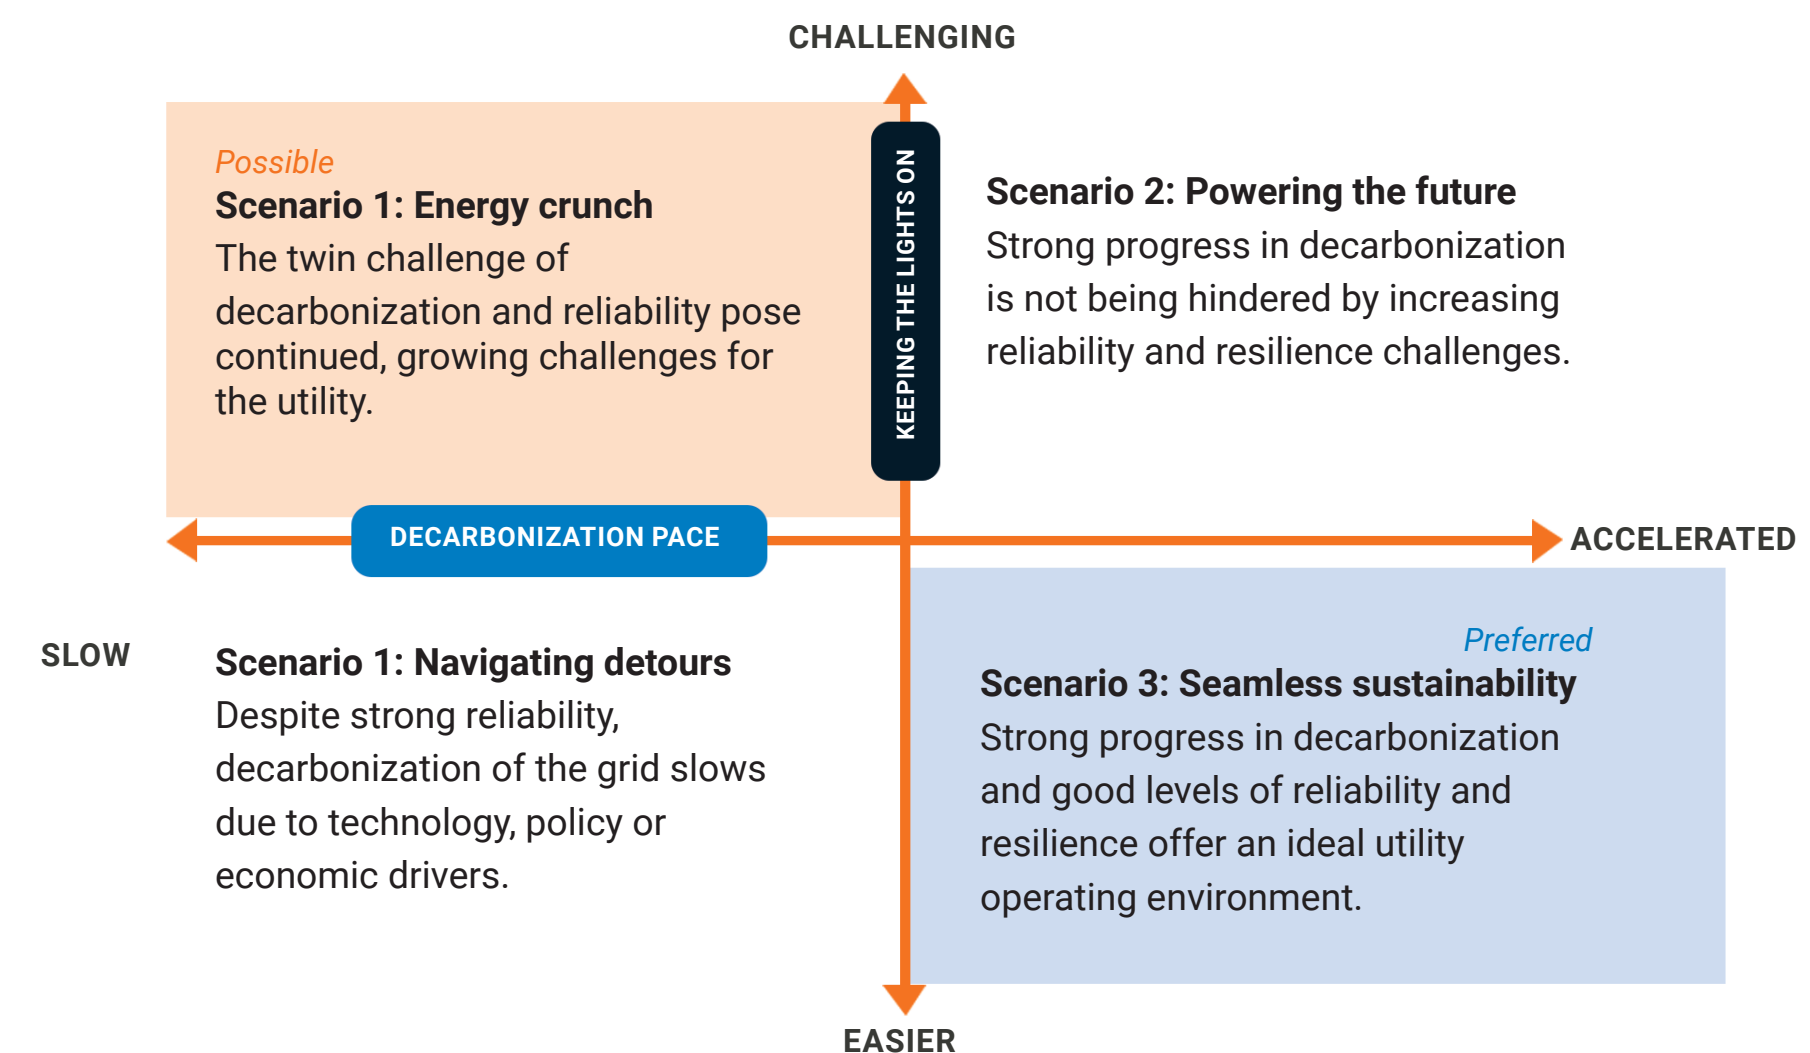 CHALLENGING
Possible
Scenario 1: Energy crunch
The twin challenge of
decarbonization and reliability pose
continued, growing challenges for
the utility.
KEEPING THE LIGHTS ON
Scenario 2: Powering the future
Strong progress in decarbonization
is not being hindered by increasing
reliability and resilience challenges.
DECARBONIZATION PACE
ACCELERATED
SLOW
Scenario 1: Navigating detours
Despite strong reliability,
decarbonization of the grid slows
due to technology, policy or
economic drivers.
Preferred
Scenario 3: Seamless sustainability
Strong progress in decarbonization
and good levels of reliability and
resilience offer an ideal utility
operating environment.
EASIER